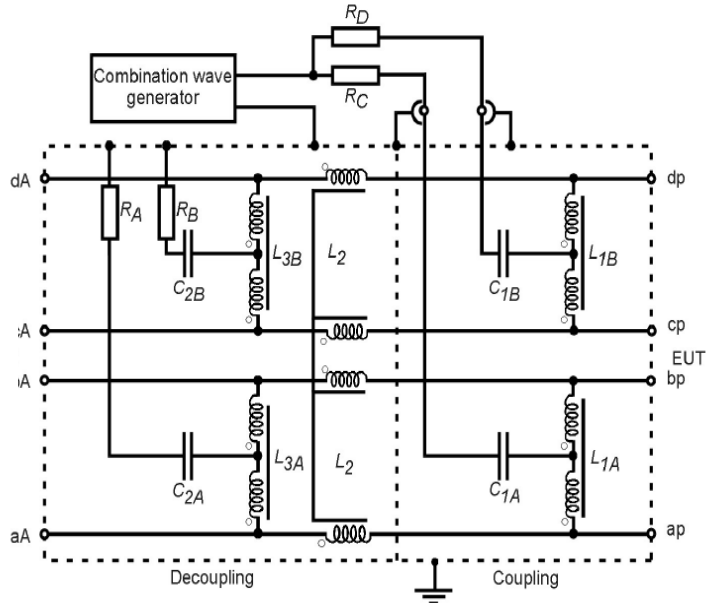 R_D
Combination wave
generator
R_C
dA
dp
R_A
R_B
L_3B
L_2
L_1B
C_2B
C_1B
cp
EUT
bp
L_3A
L_2
L_1A
C_2A
C_1A
aA
ap
Decoupling
Coupling